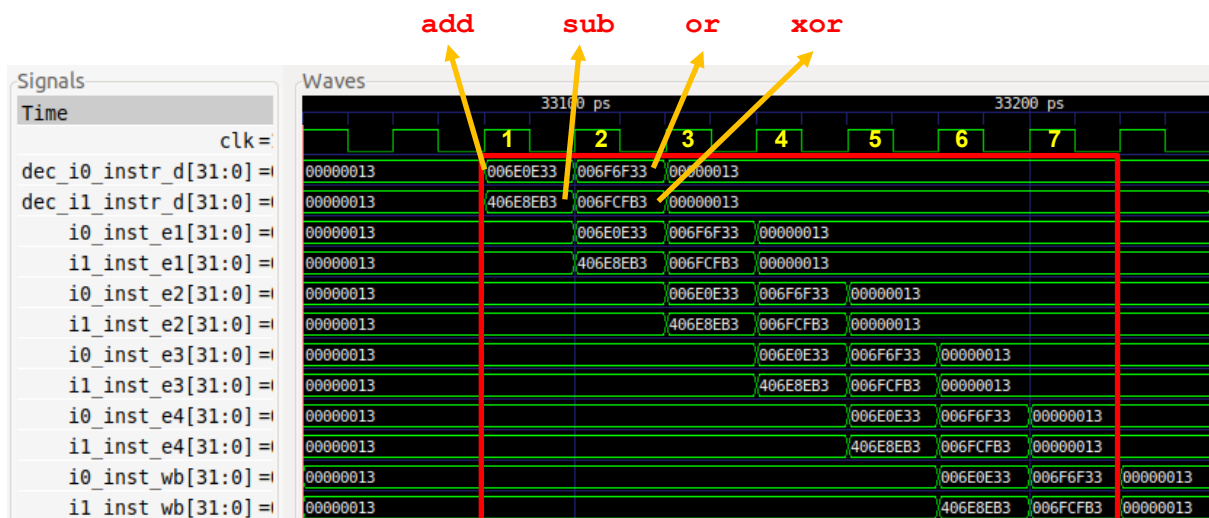 add sub or xor
Signals Waves
Time 33100 ps 33200 ps
clk = 1 2 3 4 5 6 7
dec_i0_instr_d[31:0] = 00000013 006E0E33 006F6F33 00000013
dec_i1_instr_d[31:0] = 00000013 406E8EB3 006FCFB3 00000013
i0_inst_e1[31:0] = 00000013 006E0E33 006F6F33 00000013
i1_inst_e1[31:0] = 00000013 406E8EB3 006FCFB3 00000013
i0_inst_e2[31:0] = 00000013 006E0E33 006F6F33 00000013
i1_inst_e2[31:0] = 00000013 406E8EB3 006FCFB3 00000013
i0_inst_e3[31:0] = 00000013 006E0E33 006F6F33 00000013
i1_inst_e3[31:0] = 00000013 406E8EB3 006FCFB3 00000013
i0_inst_e4[31:0] = 00000013 006E0E33 006F6F33 00000013
i1_inst_e4[31:0] = 00000013 406E8EB3 006FCFB3 00000013
i0_inst_wb[31:0] = 00000013 006E0E33 006F6F33 00000013
i1_inst_wb[31:0] = 00000013 406E8EB3 006FCFB3 00000013